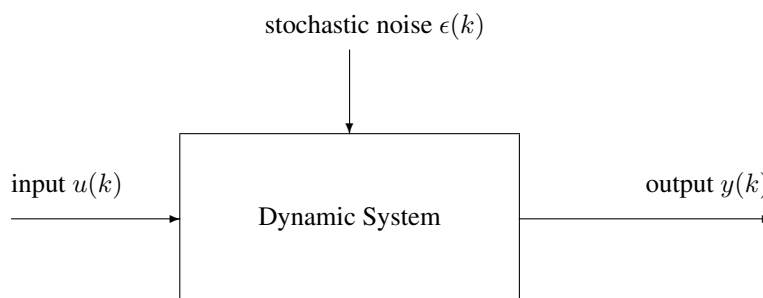 stochastic noise ϵ(k)
input u(k)
output y(k)
Dynamic System